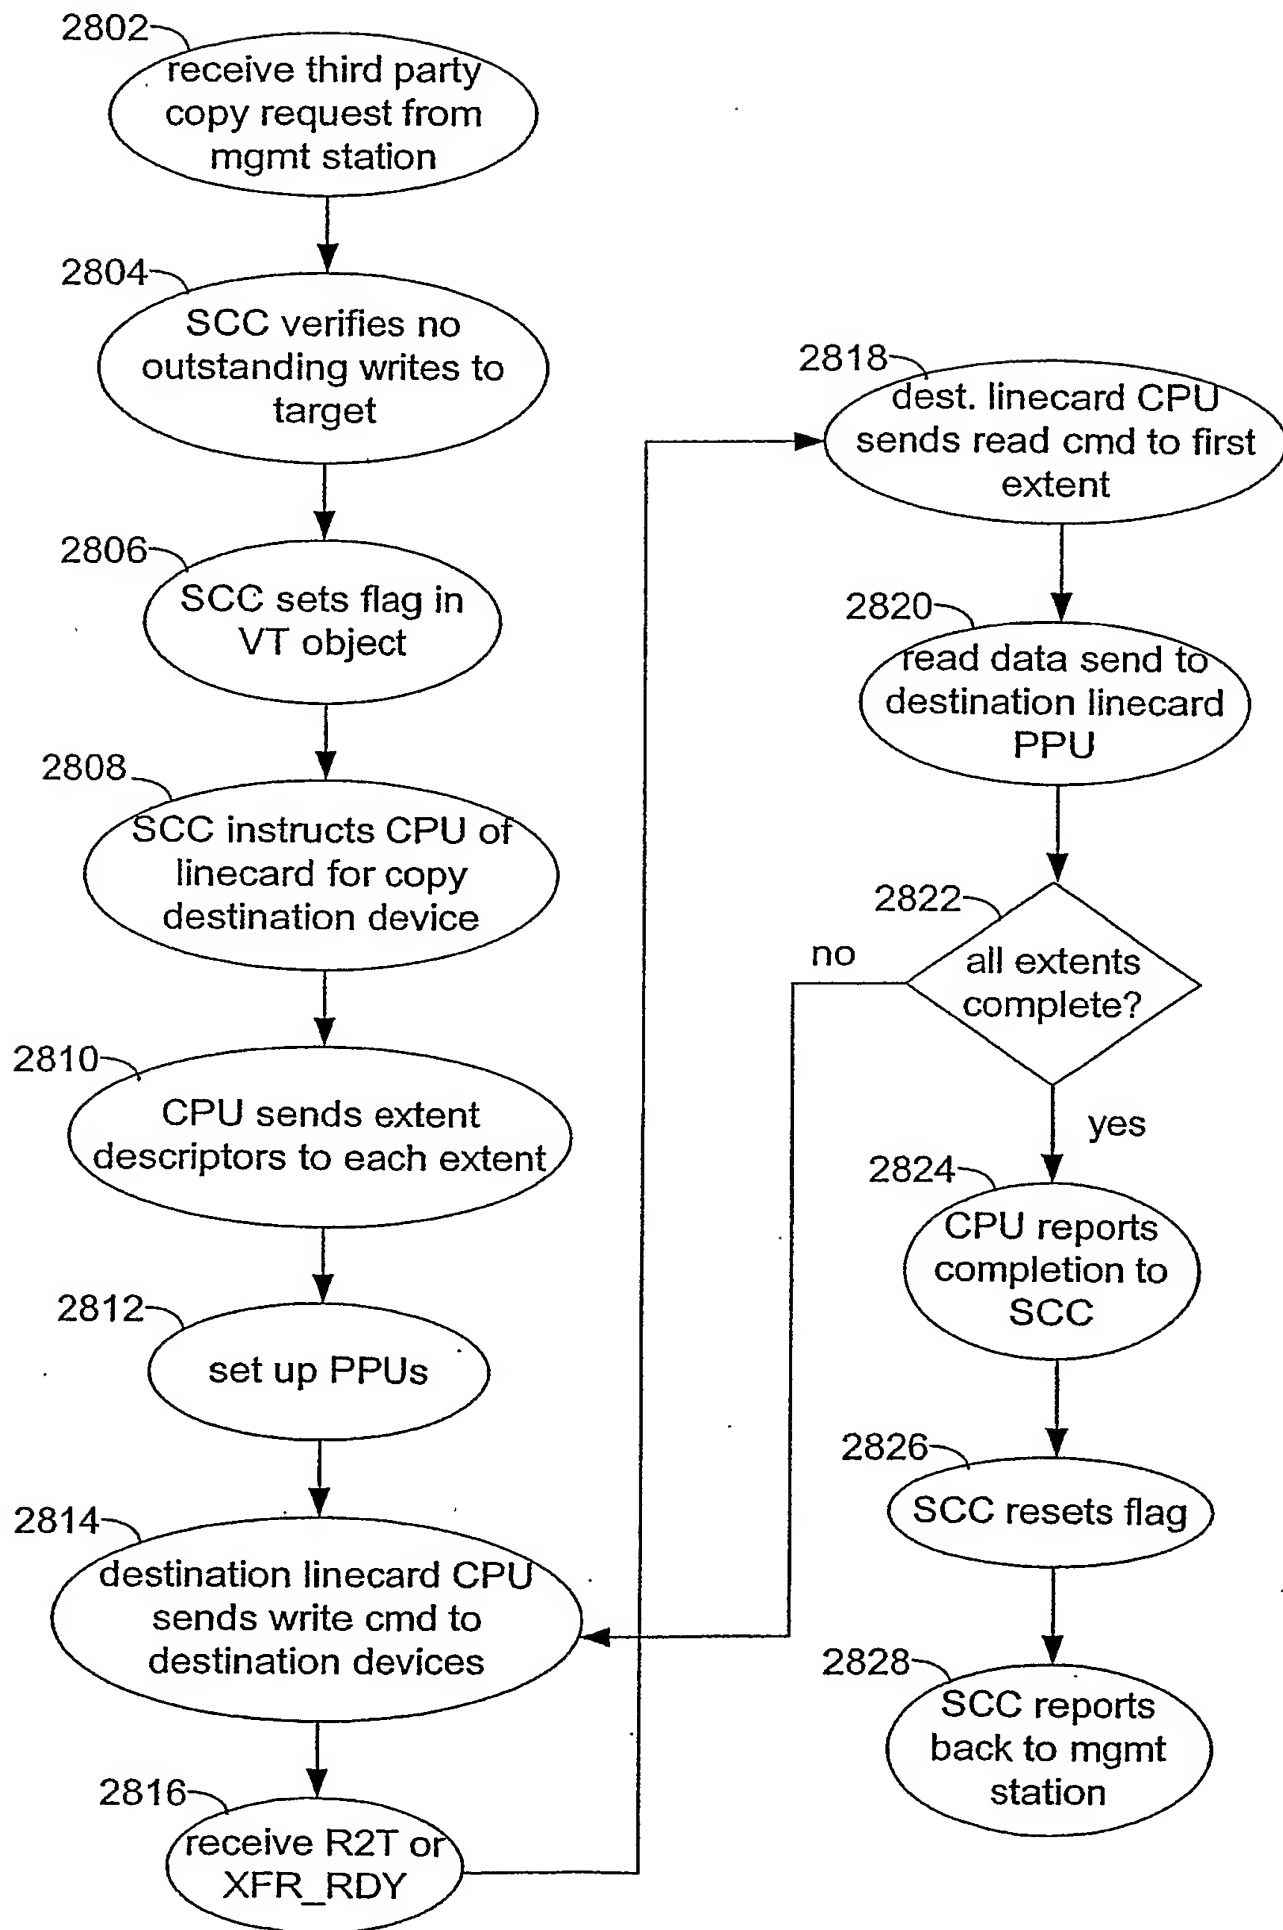 2802
receive third party
copy request from
mgmt station
2804
SCC verifies no
outstanding writes to
target
2806
SCC sets flag in
VT object
2808
SCC instructs CPU of
linecard for copy
destination device
2810
CPU sends extent
descriptors to each extent
2812
set up PPUs
2814
destination linecard CPU
sends write cmd to
destination devices
2816
receive R2T or
XFR_RDY
2818
dest. linecard CPU
sends read cmd to first
extent
2820
read data send to
destination linecard
PPU
2822
all extents
complete?
no
yes
2824
CPU reports
completion to
SCC
2826
SCC resets flag
2828
SCC reports
back to mgmt
station